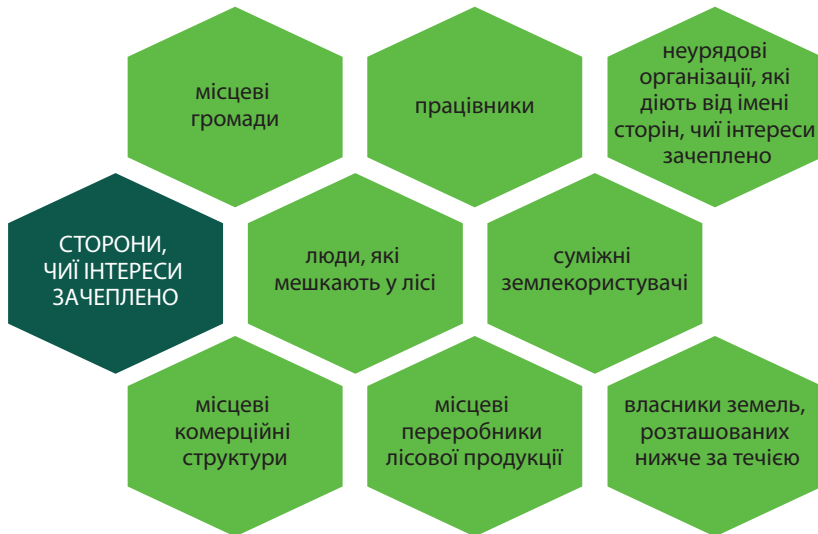 місцеві
громади
працівники
неурядові
організації, які
діють від імені
сторін, чиї інтереси
зачеплено
СТОРОНИ,
ЧИЇ ІНТЕРЕСИ
ЗАЧЕПЛЕНО
люди, які
мешкають у лісі
суміжні
землекористувачі
місцеві
комерційні
структури
місцеві
переробники
лісової продукції
власники земель,
розташованих
нижче за течією